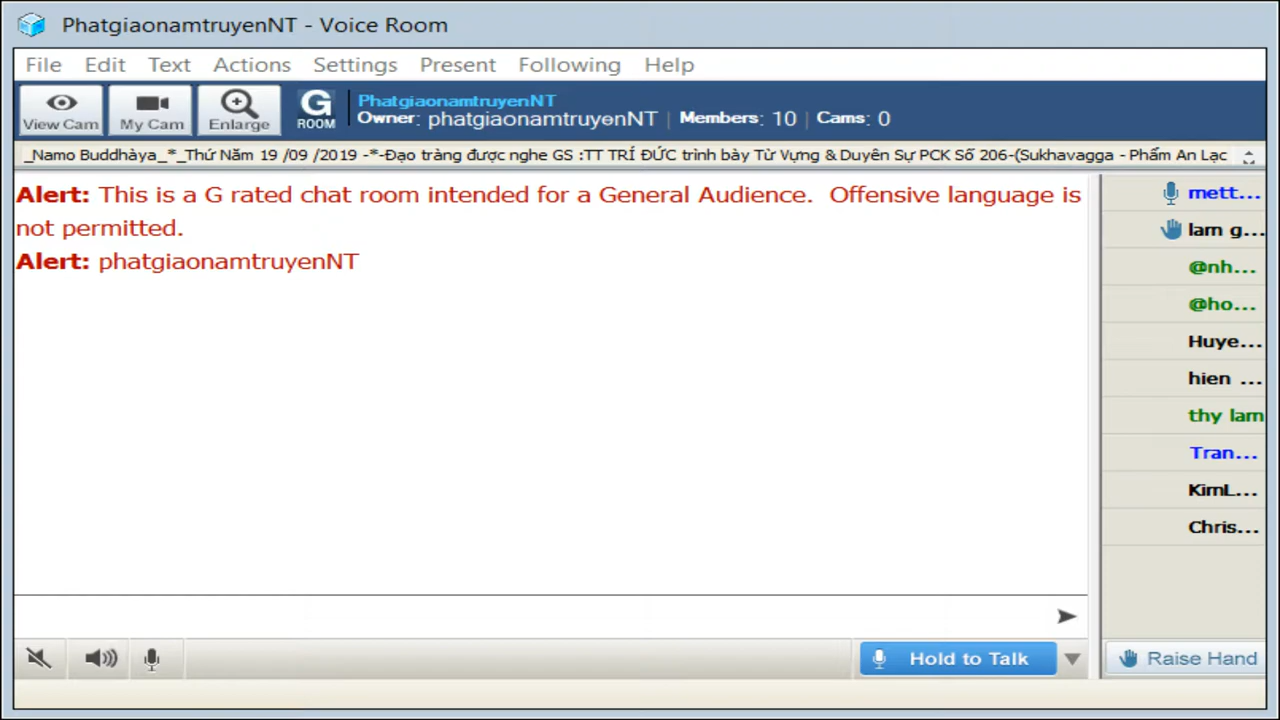 PhatgiaonamtruyenNT - Voice Room
File Edit Text Actions Settings Present Following Help
View Cam My Cam Enlarge G ROOM
PhatgiaonamtruyenNT
Owner: phatgiaonamtruyenNT | Members: 10 | Cams: 0
_Namo Buddhàya_*_Thứ Năm 19 /09 /2019 -*-Đạo tràng được nghe GS :TT TRÍ ĐỨC trình bày Từ Vựng & Duyên Sự PCK Số 206-(Sukhavagga - Phẩm An Lạc
Alert: This is a G rated chat room intended for a General Audience. Offensive language is
not permitted.
Alert: phatgiaonamtruyenNT
mett...
lam g...
@nh...
@ho...
Huye...
hien ...
thy lam
Tran...
KimL...
Chris...
Hold to Talk
Raise Hand